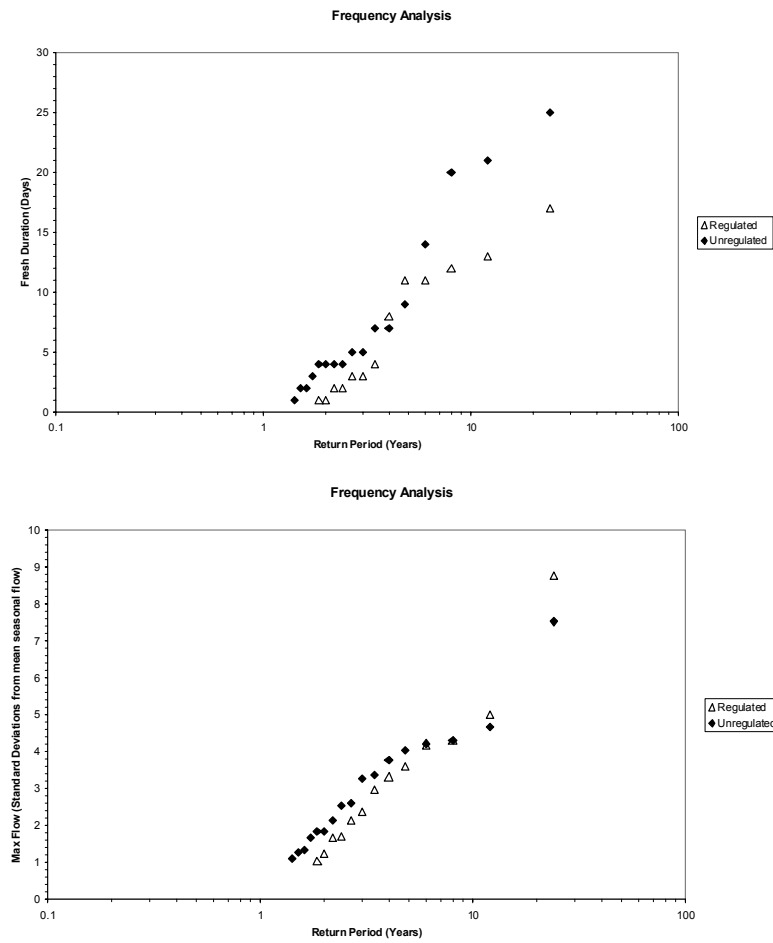 Frequency Analysis
30
25
20
15
10
5
0
0.1
1
10
100
Fresh Duration (Days)
Return Period (Years)
Regulated
Unregulated
Frequency Analysis
10
9
8
7
6
5
4
3
2
1
0
0.1
1
10
100
Max Flow (Standard Deviations from mean seasonal flow)
Return Period (Years)
Regulated
Unregulated